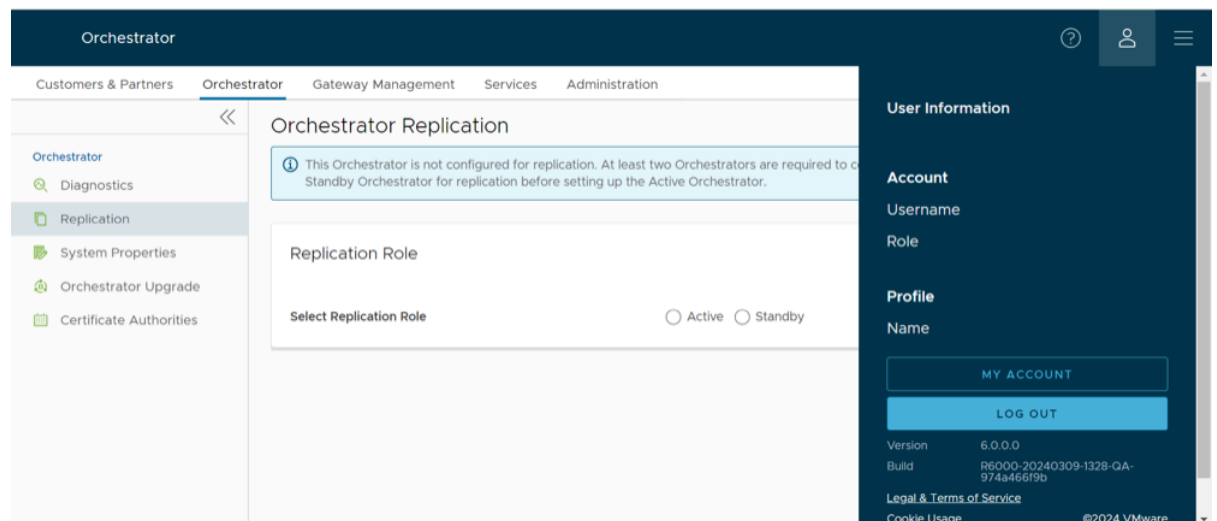 Orchestrator
Customers & Partners Orchestrator Gateway Management Services Administration
Orchestrator
Diagnostics
Replication
System Properties
Orchestrator Upgrade
Certificate Authorities
Orchestrator Replication
This Orchestrator is not configured for replication. At least two Orchestrators are required to
Standby Orchestrator for replication before setting up the Active Orchestrator.
Replication Role
Select Replication Role Active Standby
User Information
Account
Username
Role
Profile
Name
MY ACCOUNT
LOG OUT
Version 6.0.0.0
Build R6000-20240309-1328-QA-
974a466f9b
Legal & Terms of Service
Cookie Usage ©2024 VMware